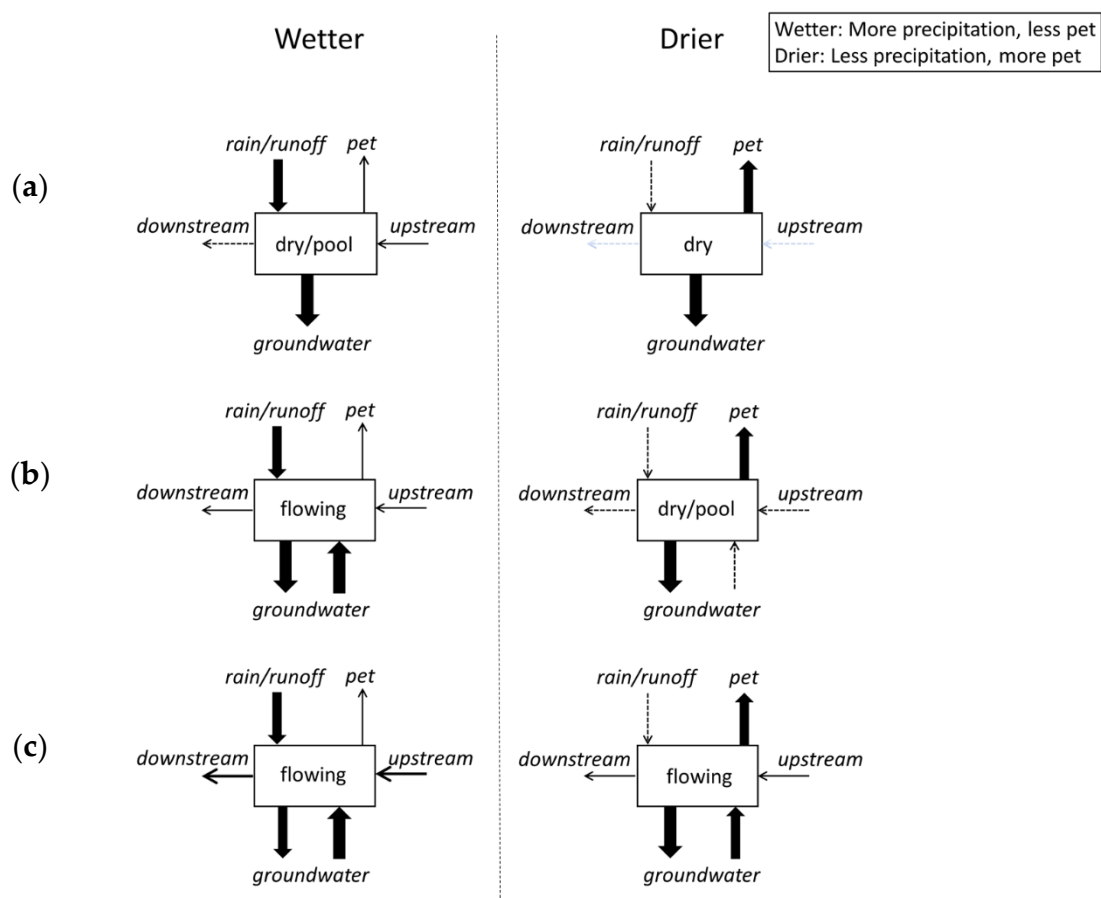 Wetter
Drier
Wetter: More precipitation, less pet
Drier: Less precipitation, more pet
(a)
rain/runoff
pet
downstream
upstream
dry/pool
groundwater
rain/runoff
pet
downstream
upstream
dry
groundwater
(b)
rain/runoff
pet
downstream
upstream
flowing
groundwater
rain/runoff
pet
downstream
upstream
dry/pool
groundwater
(c)
rain/runoff
pet
downstream
upstream
flowing
groundwater
rain/runoff
pet
downstream
upstream
flowing
groundwater